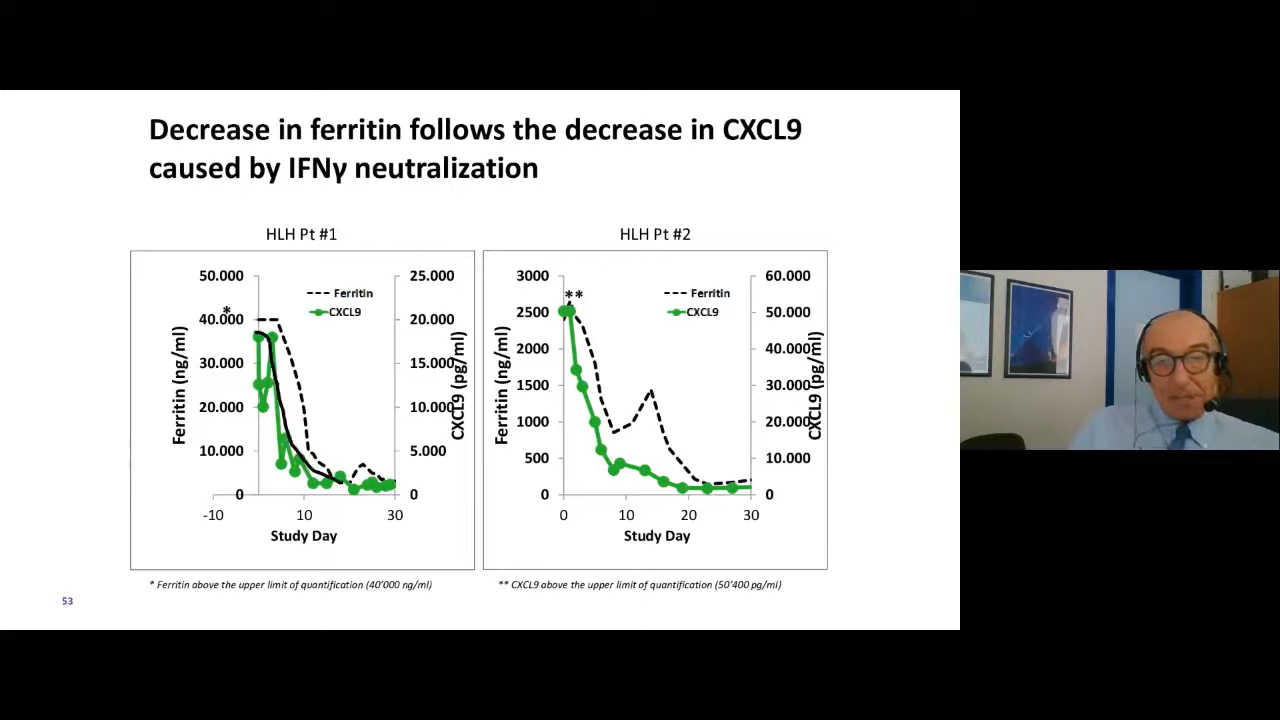 Decrease in ferritin follows the decrease in CXCL9
caused by IFNγ neutralization
HLH Pt #1
50.000
40.000
30.000
20.000
10.000
0
*
Ferritin (ng/ml)
Ferritin
CXCL9
25.000
20.000
15.000
10.000
5.000
0
CXCL9 (pg/ml)
-10
10
30
Study Day
* Ferritin above the upper limit of quantification (40'000 ng/ml)
HLH Pt #2
3000
2500
2000
1500
1000
500
0
**
Ferritin (ng/ml)
Ferritin
CXCL9
60.000
50.000
40.000
30.000
20.000
10.000
0
CXCL9 (pg/ml)
0
10
20
30
Study Day
** CXCL9 above the upper limit of quantification (50'400 pg/ml)
53